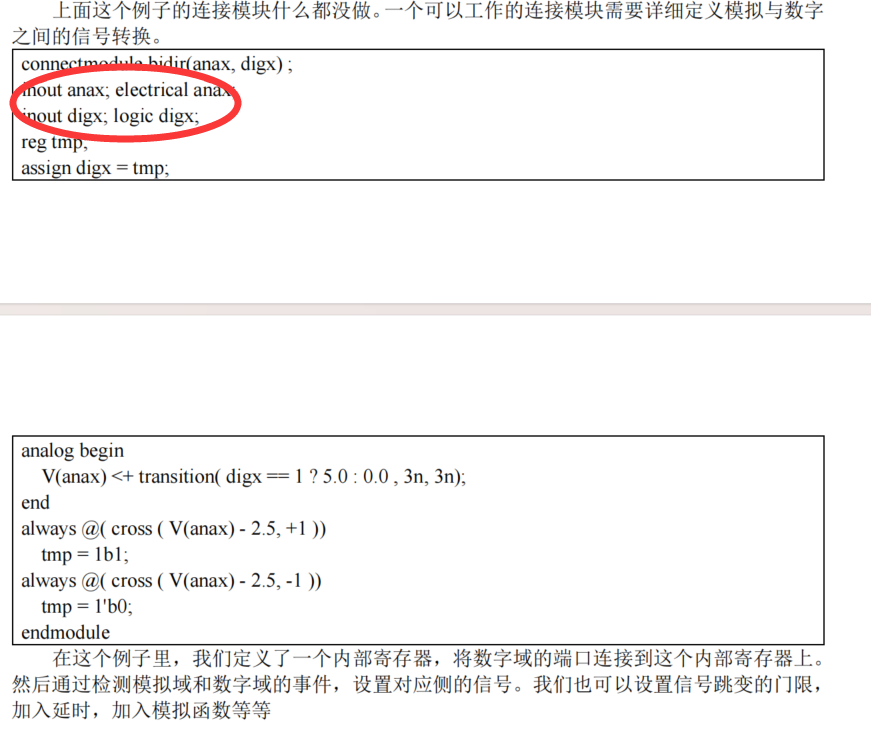 上面这个例子的连接模块什么都没做。一个可以工作的连接模块需要详细定义模拟与数字
之间的信号转换。
connectmodule bidir(anax, digx) ;
inout anax; electrical anax;
inout digx; logic digx;
reg tmp;
assign digx = tmp;
analog begin
V(anax) <+ transition( digx == 1 ? 5.0 : 0.0 , 3n, 3n);
end
always @( cross ( V(anax) - 2.5, +1 ))
tmp = 1b1;
always @( cross ( V(anax) - 2.5, -1 ))
tmp = 1'b0;
endmodule
在这个例子里，我们定义了一个内部寄存器，将数字域的端口连接到这个内部寄存器上。
然后通过检测模拟域和数字域的事件，设置对应侧的信号。我们也可以设置信号跳变的门限，
加入延时，加入模拟函数等等